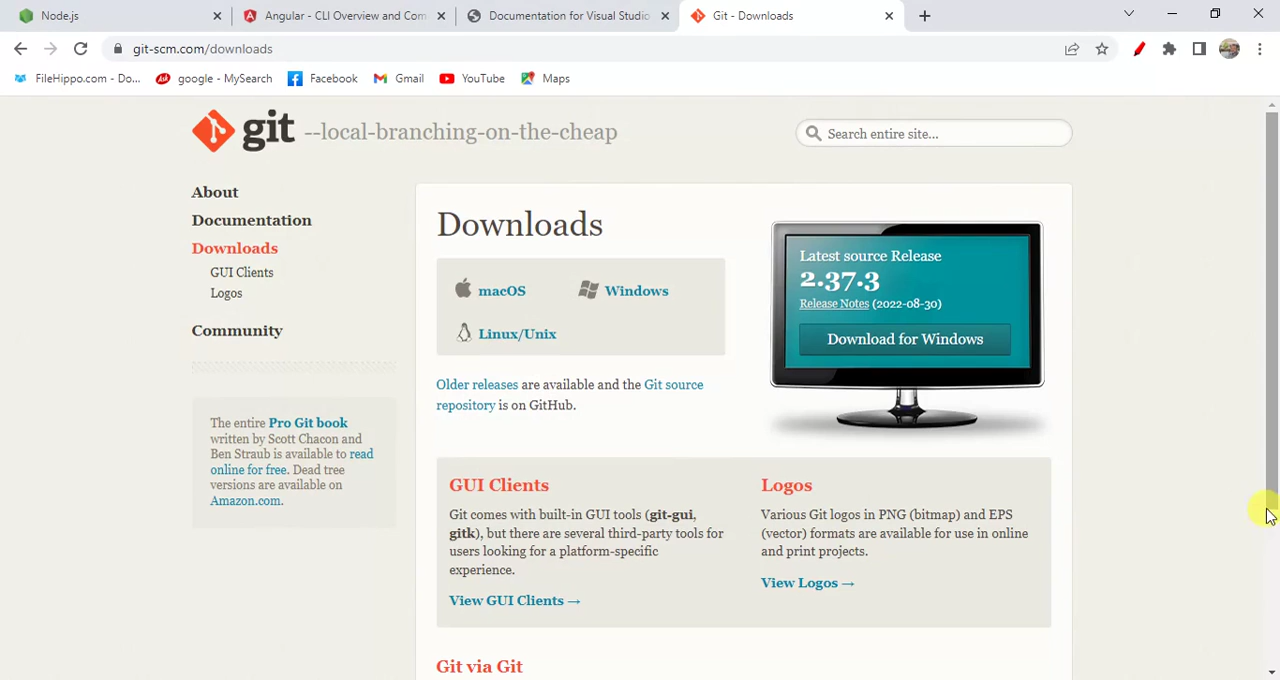 Node.js
Angular - CLI Overview and Com
Documentation for Visual Studio
Git - Downloads
git-scm.com/downloads
FileHippo.com - Do...
google - MySearch
Facebook
Gmail
YouTube
Maps
git --local-branching-on-the-cheap
Search entire site...
About
Documentation
Downloads
GUI Clients
Logos
Community
The entire Pro Git book
written by Scott Chacon and
Ben Straub is available to read
online for free. Dead tree
versions are available on
Amazon.com.
Downloads
macOS
Windows
Linux/Unix
Older releases are available and the Git source
repository is on GitHub.
Latest source Release
2.37.3
Release Notes (2022-08-30)
Download for Windows
GUI Clients
Git comes with built-in GUI tools (git-gui,
gitk), but there are several third-party tools for
users looking for a platform-specific
experience.
View GUI Clients →
Logos
Various Git logos in PNG (bitmap) and EPS
(vector) formats are available for use in online
and print projects.
View Logos →
Git via Git